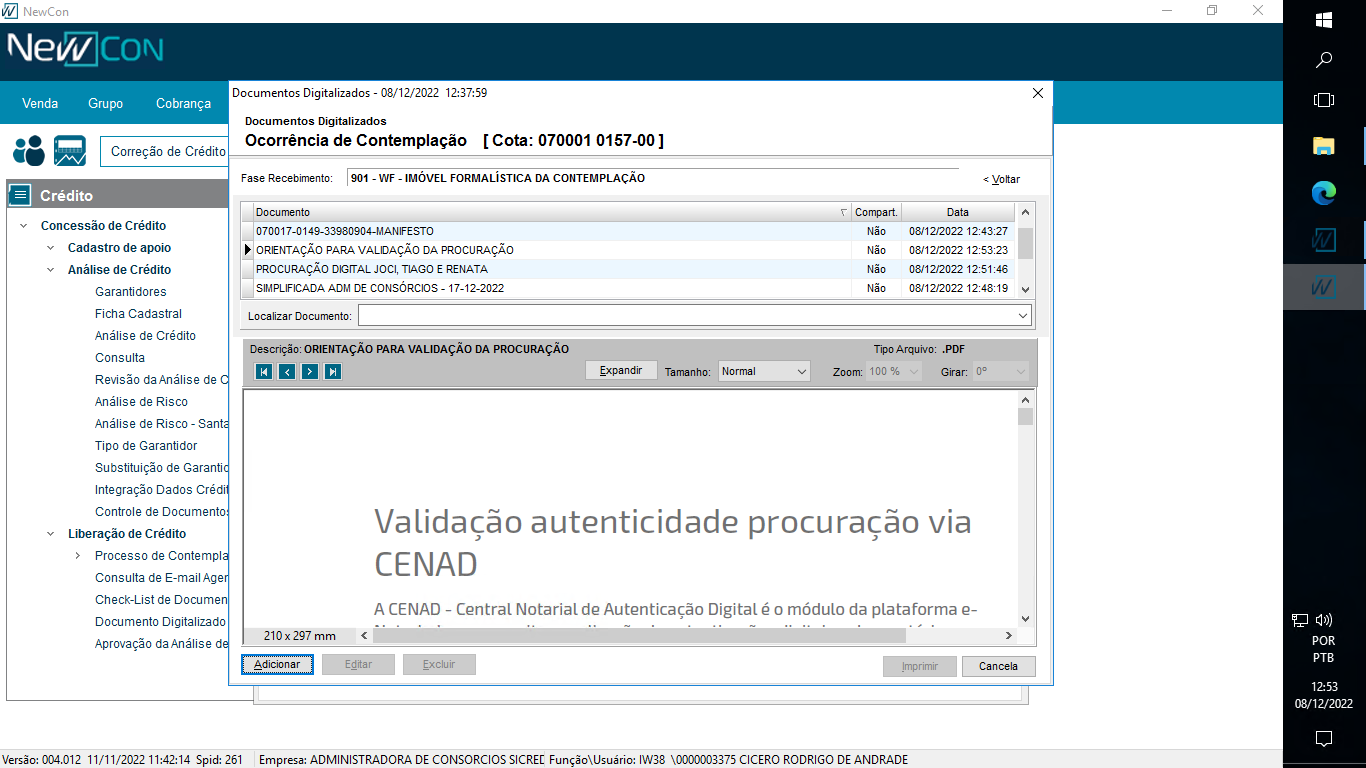 NewCon
NewCon
Venda Grupo Cobrança
Correção de Crédito
Crédito
Concessão de Crédito
Cadastro de apoio
Análise de Crédito
Garantidores
Ficha Cadastral
Análise de Crédito
Consulta
Revisão da Análise de C
Análise de Risco
Análise de Risco - Santa
Tipo de Garantidor
Substituição de Garantid
Integração Dados Crédit
Controle de Documentos
Liberação de Crédito
Processo de Contempla
Consulta de E-mail Ager
Check-List de Documen
Documento Digitalizado
Aprovação da Análise de
Documentos Digitalizados - 08/12/2022 12:37:59
Documentos Digitalizados
Ocorrência de Contemplação [ Cota: 070001 0157-00 ]
Fase Recebimento: 901 - WF - IMÓVEL FORMALÍSTICA DA CONTEMPLAÇÃO < Voltar
Documento Compart. Data
070017-0149-33980904-MANIFESTO Não 08/12/2022 12:43:27
ORIENTAÇÃO PARA VALIDAÇÃO DA PROCURAÇÃO Não 08/12/2022 12:53:23
PROCURAÇÃO DIGITAL JOCI, TIAGO E RENATA Não 08/12/2022 12:51:46
SIMPLIFICADA ADM DE CONSÓRCIOS - 17-12-2022 Não 08/12/2022 12:48:19
Localizar Documento:
Descrição: ORIENTAÇÃO PARA VALIDAÇÃO DA PROCURAÇÃO Tipo Arquivo: .PDF
Expandir Tamanho: Normal Zoom: 100 % Girar: 0º
Validação autenticidade procuração via
CENAD
A CENAD - Central Notarial de Autenticação Digital é o módulo da plataforma e-
210 x 297 mm
Adicionar Editar Excluir Imprimir Cancela
Versão: 004.012 11/11/2022 11:42:14 Spid: 261 Empresa: ADMINISTRADORA DE CONSORCIOS SICRED Função\Usuário: IW38 \0000003375 CICERO RODRIGO DE ANDRADE
POR
PTB
12:53
08/12/2022